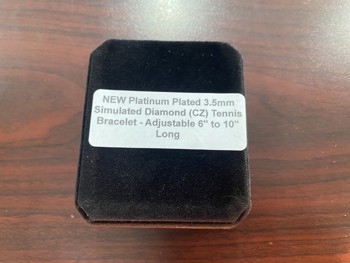 NEW Platinum Plated 3.5mm
Simulated Diamond (CZ) Tennis
Bracelet - Adjustable 6" to 10"
Long